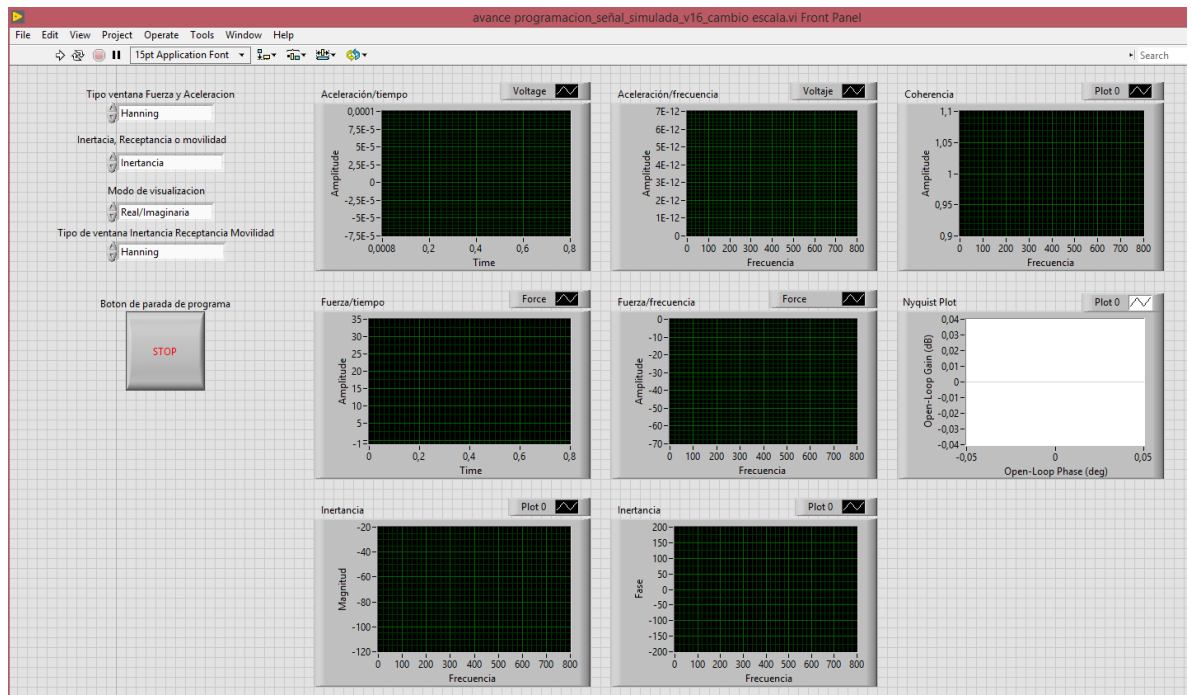 avance programacion_señal_simulada_v16_cambio escala.vi Front Panel
File Edit View Project Operate Tools Window Help
15pt Application Font
Search
Tipo ventana Fuerza y Aceleracion
Hanning
Inertacia, Receptancia o movilidad
Inertancia
Modo de visualizacion
Real/Imaginaria
Tipo de ventana Inertancia Receptancia Movilidad
Hanning
Boton de parada de programa
STOP
Aceleración/tiempo
Voltage
Amplitude
0,0001
7,5E-5
5E-5
2,5E-5
0
-2,5E-5
-5E-5
-7,5E-5
0,0008 0,2 0,4 0,6 0,8
Time
Aceleración/frecuencia
Voltaje
Amplitude
7E-12
6E-12
5E-12
4E-12
3E-12
2E-12
1E-12
0
0 100 200 300 400 500 600 700 800
Frecuencia
Coherencia
Plot 0
Amplitude
1,1
1,05
1
0,95
0,9
0 100 200 300 400 500 600 700 800
Frecuencia
Fuerza/tiempo
Force
Amplitude
35
30
25
20
15
10
5
-1
0 0,2 0,4 0,6 0,8
Time
Fuerza/frecuencia
Force
Amplitude
0
-10
-20
-30
-40
-50
-60
-70
0 100 200 300 400 500 600 700 800
Frecuencia
Nyquist Plot
Plot 0
Open-Loop Gain (dB)
0,04
0,03
0,02
0,01
0
-0,01
-0,02
-0,03
-0,04
-0,05 0 0,05
Open-Loop Phase (deg)
Inertancia
Plot 0
Magnitud
-20
-40
-60
-80
-100
-120
0 100 200 300 400 500 600 700 800
Frecuencia
Inertancia
Plot 0
Fase
200
150
100
50
0
-50
-100
-150
-200
0 100 200 300 400 500 600 700 800
Frecuencia